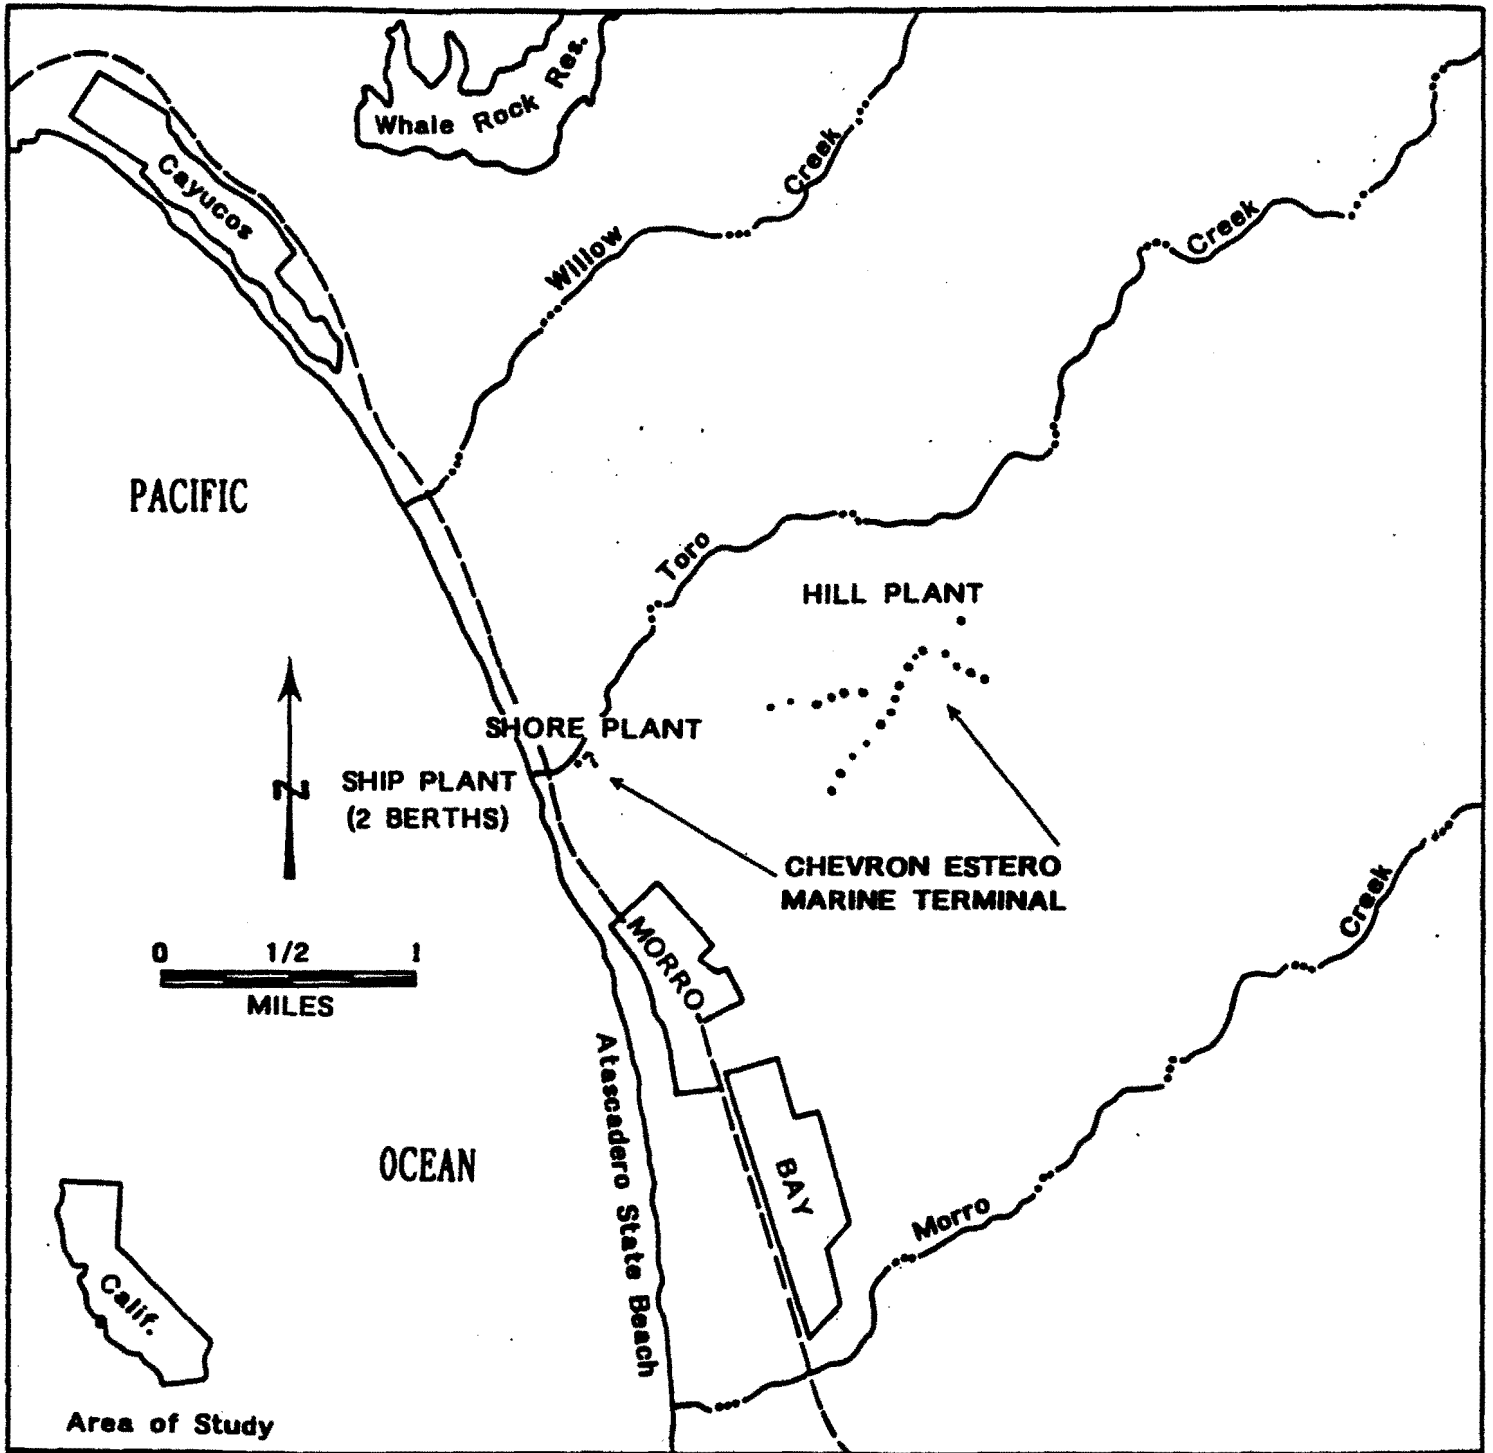 Whale Rock Res.
Cayucos
Willow Creek
Toro Creek
PACIFIC
HILL PLANT
SHORE PLANT
SHIP PLANT
(2 BERTHS)
N
CHEVRON ESTERO
MARINE TERMINAL
0 1/2 1
MILES
MORRO
BAY
Atascadero State Beach
OCEAN
Morro Creek
Calif.
Area of Study